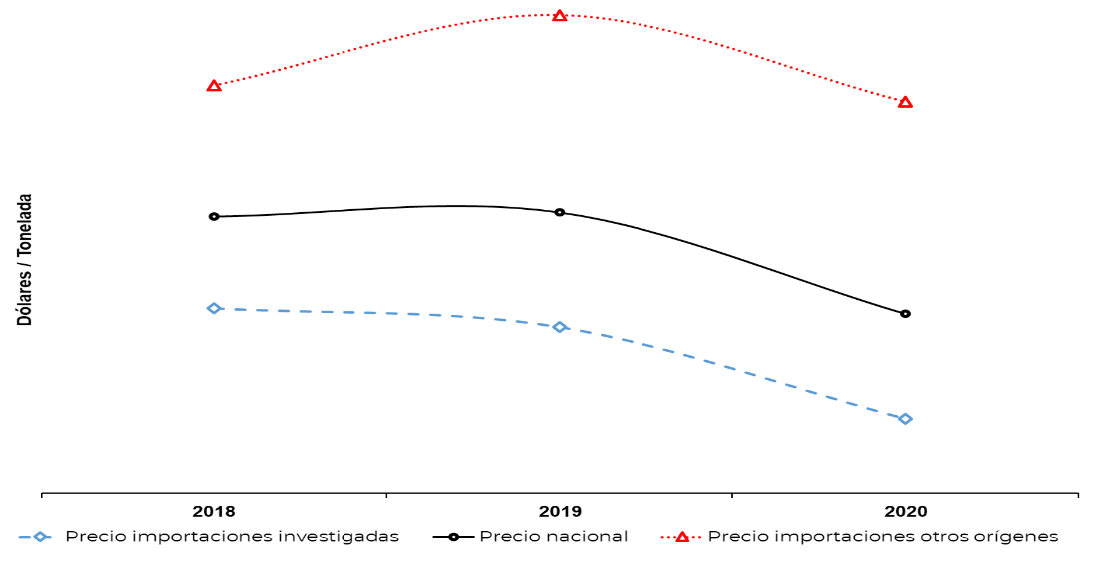 Dólares / Tonelada
2018 2019 2020
Precio importaciones investigadas Precio nacional Precio importaciones otros orígenes